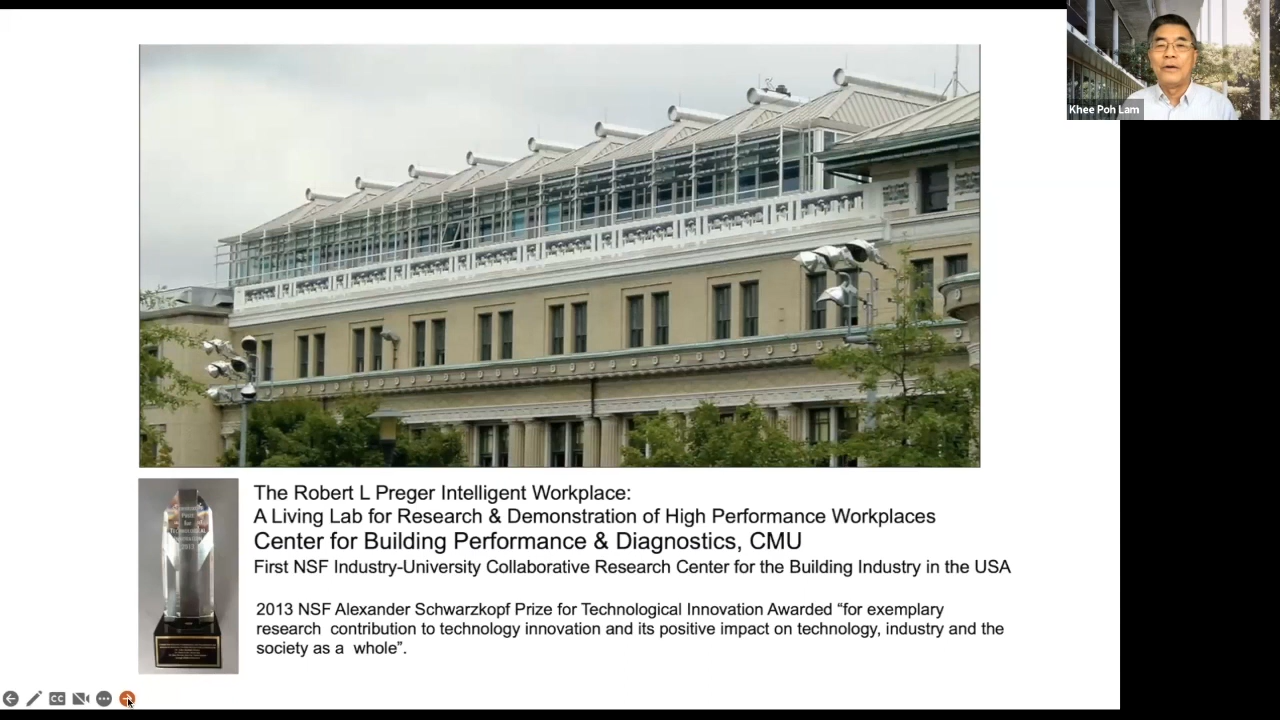 Khee Poh Lam
The Robert L Preger Intelligent Workplace:
A Living Lab for Research & Demonstration of High Performance Workplaces
Center for Building Performance & Diagnostics, CMU
First NSF Industry-University Collaborative Research Center for the Building Industry in the USA
2013 NSF Alexander Schwarzkopf Prize for Technological Innovation Awarded “for exemplary
research contribution to technology innovation and its positive impact on technology, industry and the
society as a whole”.
CC